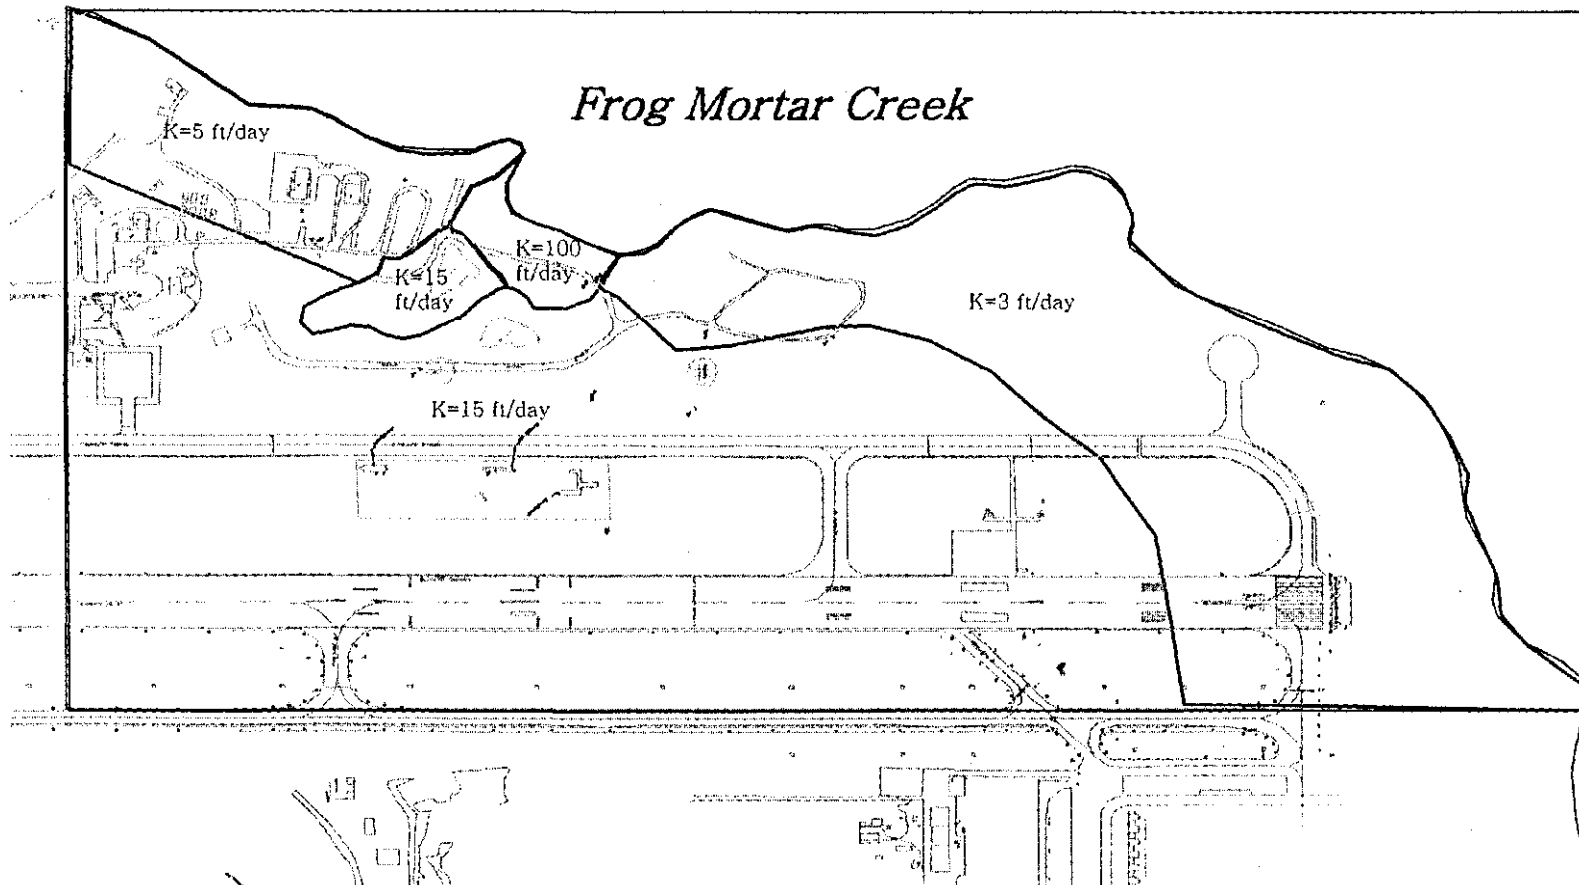 Frog Mortar Creek
K=5 ft/day
K=100
ft/day
K=15
ft/day
K=3 ft/day
K=15 ft/day